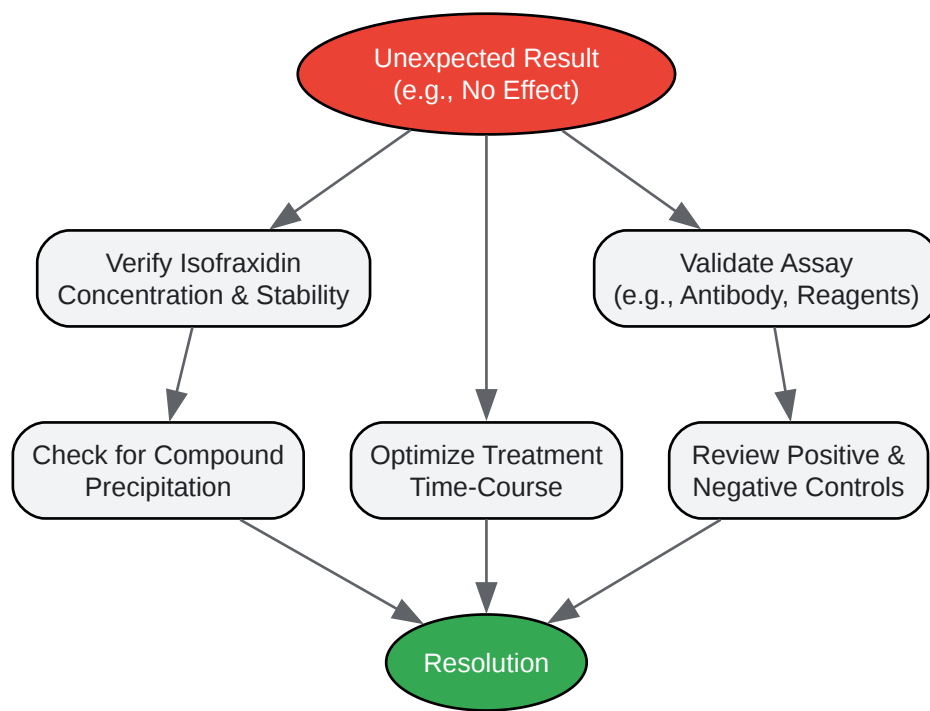 Unexpected Result
(e.g., No Effect)
Verify Isofraxidin
Concentration & Stability
Validate Assay
(e.g., Antibody, Reagents)
Check for Compound
Precipitation
Optimize Treatment
Time-Course
Review Positive &
Negative Controls
Resolution